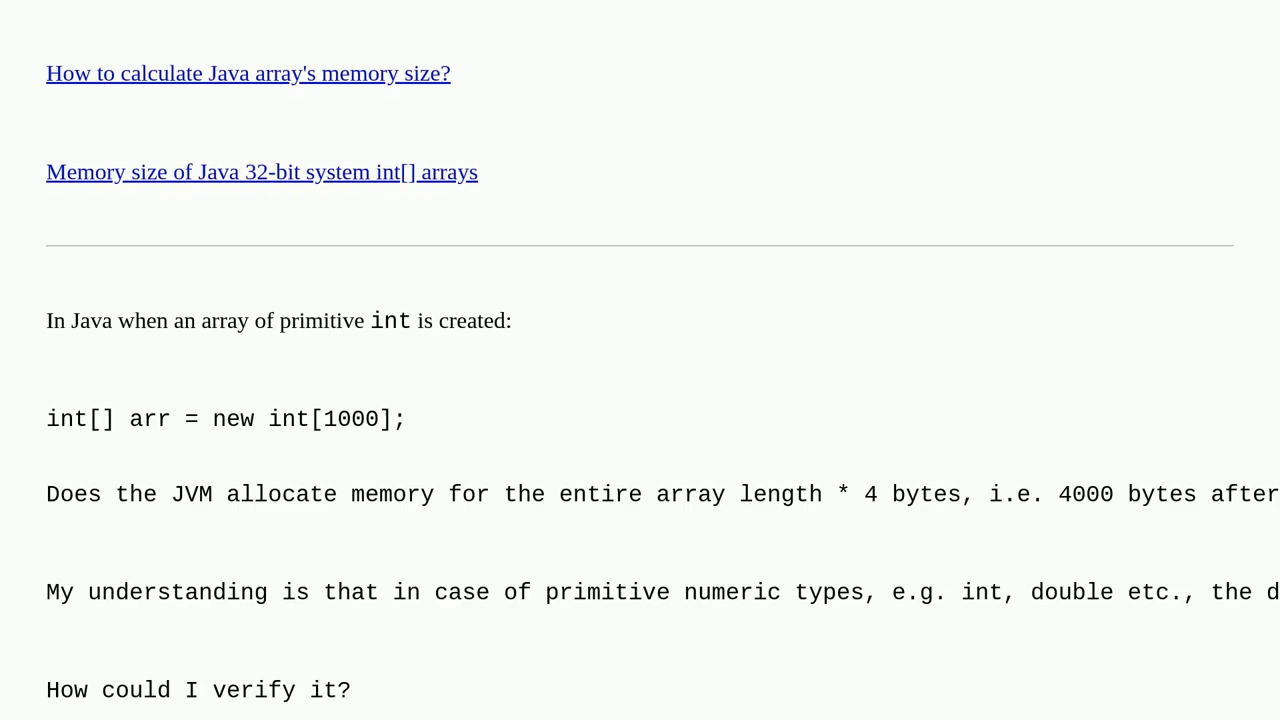 How to calculate Java array's memory size?
Memory size of Java 32-bit system int[] arrays
In Java when an array of primitive int is created:
int[] arr = new int[1000];
Does the JVM allocate memory for the entire array length * 4 bytes, i.e. 4000 bytes after
My understanding is that in case of primitive numeric types, e.g. int, double etc., the d
How could I verify it?